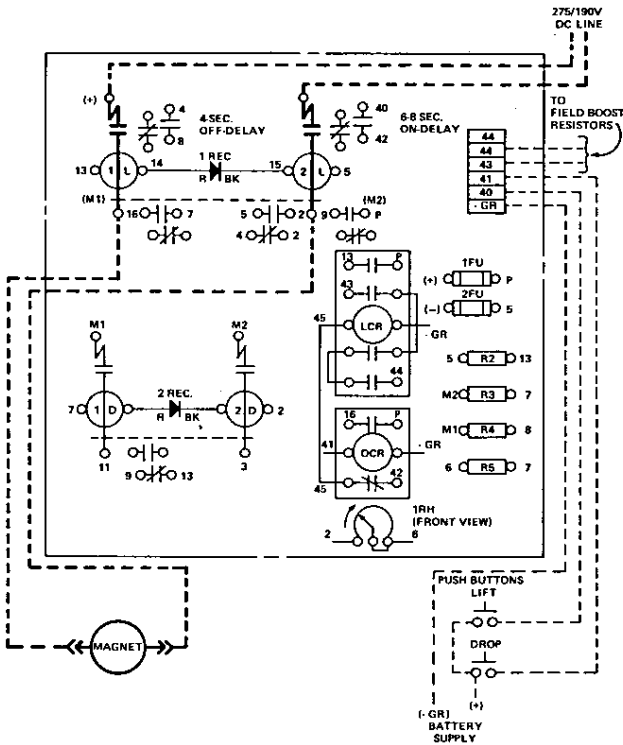 275/190V
DC LINE
(+)
4
8
4-SEC.
OFF-DELAY
40
42
6-8 SEC.
ON-DELAY
TO
FIELD BOOST
RESISTORS
44
44
43
41
40
- GR
13
1 L
14
1 REC
R BK
15
2 L
5
(M1)
16 7
5 2
4 2
9 P
(M2)
13 P
43
45
LCR
- GR
44
(+) 1FU P
(-) 2FU 5
5 R2 13
M2 R3 7
M1 R4 8
6 R5 7
M1
M2
7
1 D
2 REC.
R BK
2 D
2
11
9 13
3
16 P
41
OCR
- GR
45
42
1RH
(FRONT VIEW)
2 6
MAGNET
PUSH BUTTONS
LIFT
DROP
(+)
(- GR)
BATTERY
SUPPLY